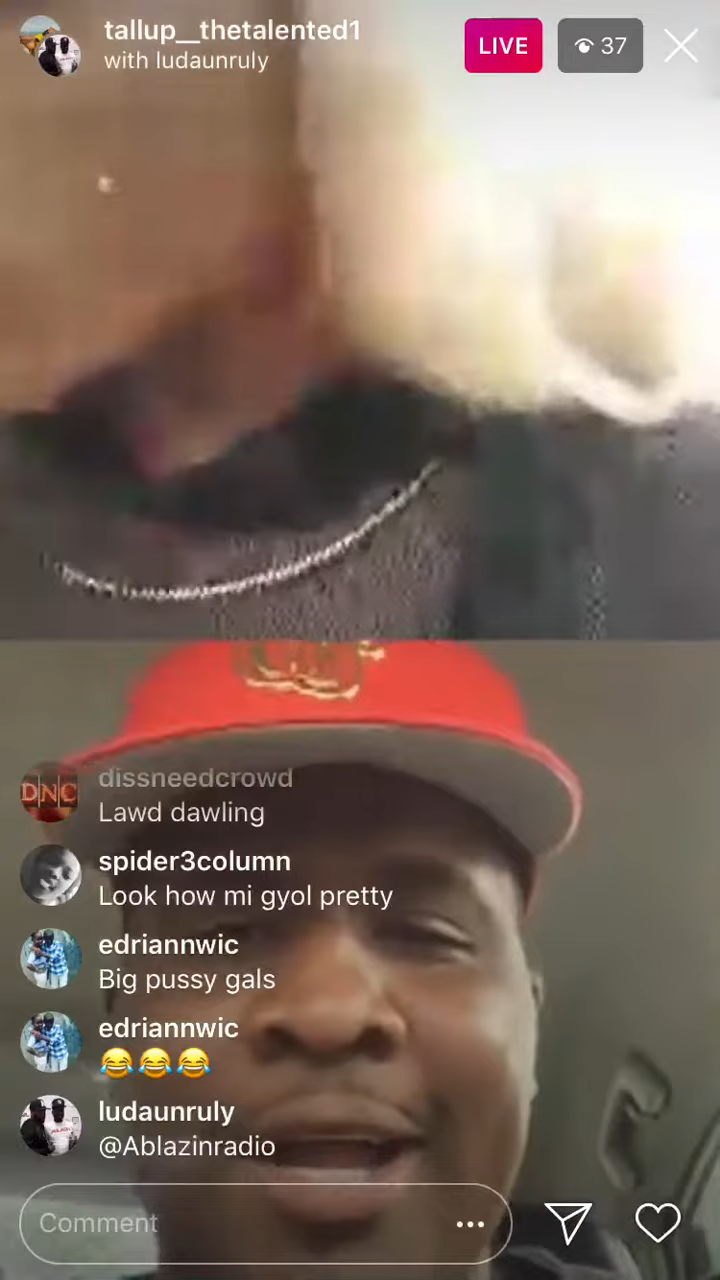 tallup__thetalented1
with ludaunruly
LIVE
37
dissneedcrowd
DNC
Lawd dawling
spider3column
Look how mi gyol pretty
edriannwic
Big pussy gals
edriannwic
😂😂😂
ludaunruly
@Ablazinradio
Comment